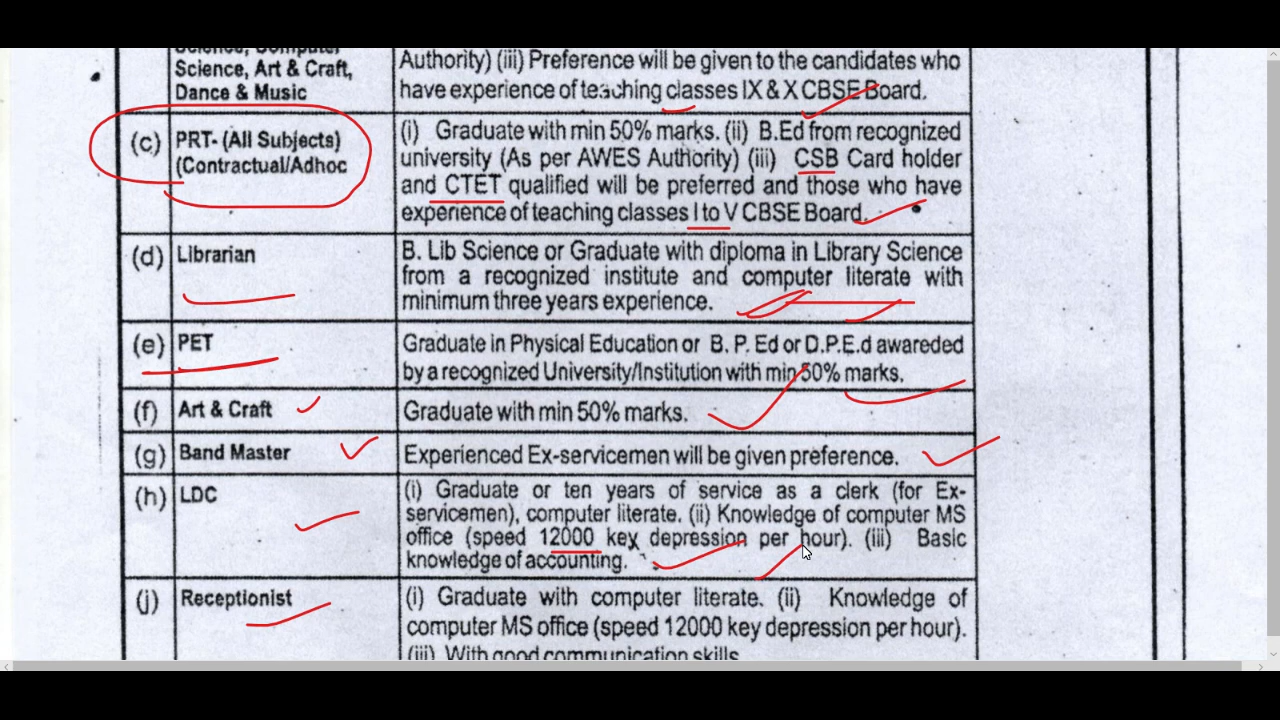 Science, Computer
Science, Art & Craft,
Dance & Music
Authority) (iii) Preference will be given to the candidates who
have experience of teaching classes IX & X CBSE Board.
(c)
PRT- (All Subjects)
(Contractual/Adhoc
(i) Graduate with min 50% marks. (ii) B.Ed from recognized
university (As per AWES Authority) (iii) CSB Card holder
and CTET qualified will be preferred and those who have
experience of teaching classes I to V CBSE Board.
(d)
Librarian
B. Lib Science or Graduate with diploma in Library Science
from a recognized institute and computer literate with
minimum three years experience.
(e)
PET
Graduate in Physical Education or B. P. Ed or D.P.E.d awareded
by a recognized University/Institution with min 50% marks.
(f)
Art & Craft
Graduate with min 50% marks.
(g)
Band Master
Experienced Ex-servicemen will be given preference.
(h)
LDC
(i) Graduate or ten years of service as a clerk (for Ex-
servicemen), computer literate. (ii) Knowledge of computer MS
office (speed 12000 key depression per hour). (iii) Basic
knowledge of accounting.
(j)
Receptionist
(i) Graduate with computer literate. (ii) Knowledge of
computer MS office (speed 12000 key depression per hour).
(iii) With good communication skills.